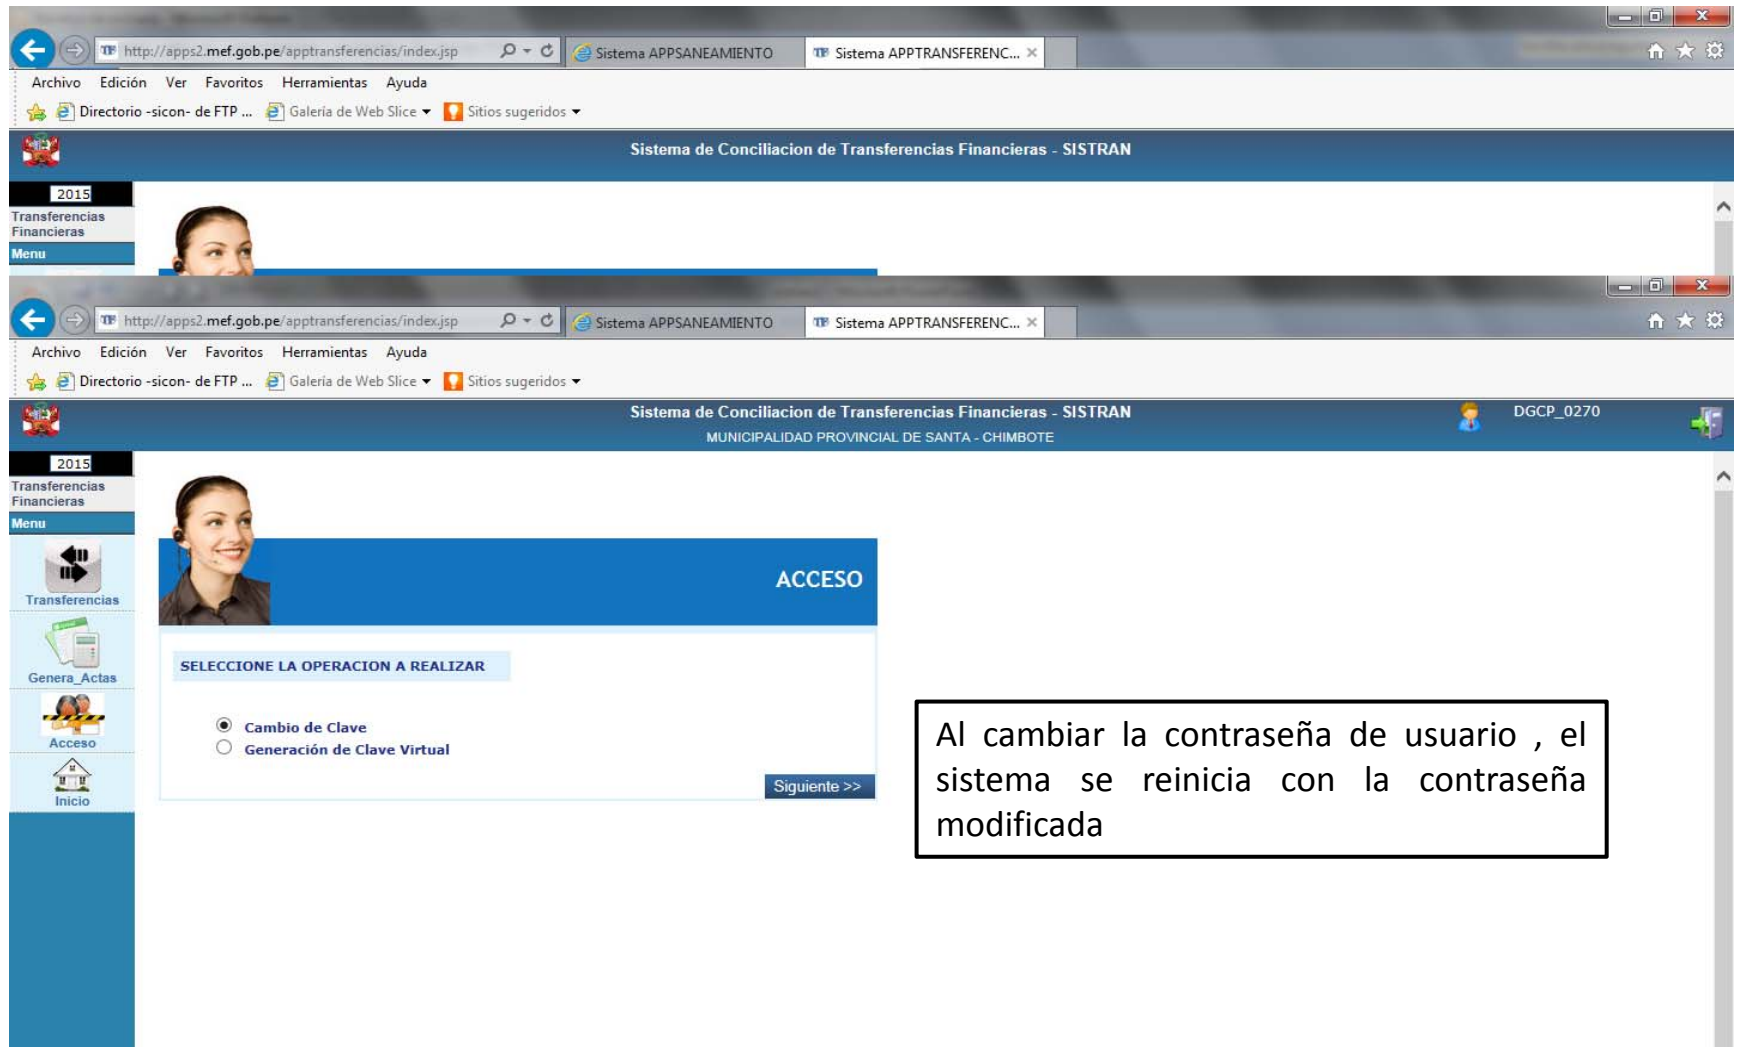 http://apps2.mef.gob.pe/apptransferencias/index.jsp
Sistema APPSANEAMIENTO
Sistema APPTRANSFERENC...
Archivo Edición Ver Favoritos Herramientas Ayuda
Directorio -sicon- de FTP ... Galería de Web Slice Sitios sugeridos
Sistema de Conciliacion de Transferencias Financieras - SISTRAN
2015
Transferencias
Financieras
Menu
http://apps2.mef.gob.pe/apptransferencias/index.jsp
Sistema APPSANEAMIENTO
Sistema APPTRANSFERENC...
Archivo Edición Ver Favoritos Herramientas Ayuda
Directorio -sicon- de FTP ... Galería de Web Slice Sitios sugeridos
Sistema de Conciliacion de Transferencias Financieras - SISTRAN
MUNICIPALIDAD PROVINCIAL DE SANTA - CHIMBOTE
DGCP_0270
2015
Transferencias
Financieras
Menu
Transferencias
Genera_Actas
Acceso
Inicio
ACCESO
SELECCIONE LA OPERACION A REALIZAR
Cambio de Clave
Generación de Clave Virtual
Siguiente >>
Al cambiar la contraseña de usuario , el
sistema se reinicia con la contraseña
modificada